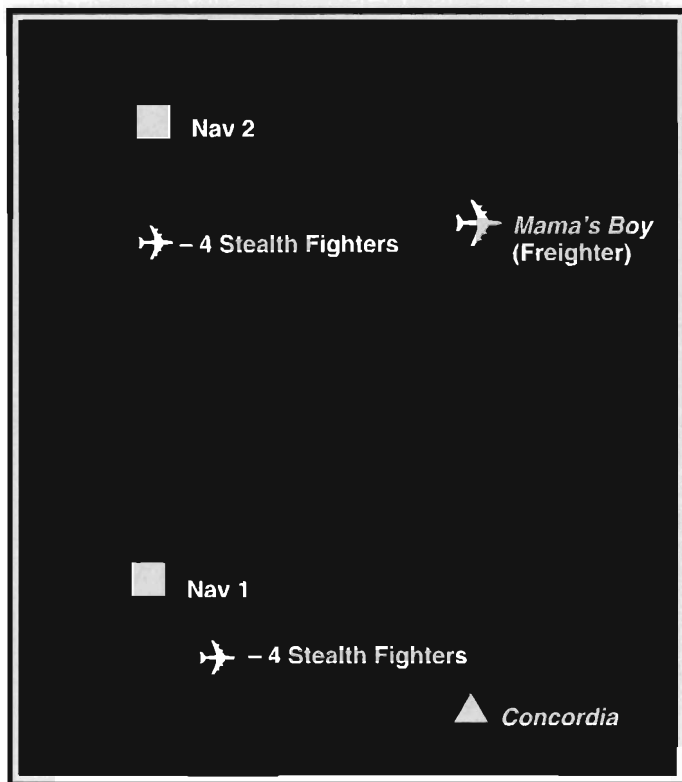 Nav 2
– 4 Stealth Fighters
Mama's Boy
(Freighter)
Nav 1
– 4 Stealth Fighters
Concordia